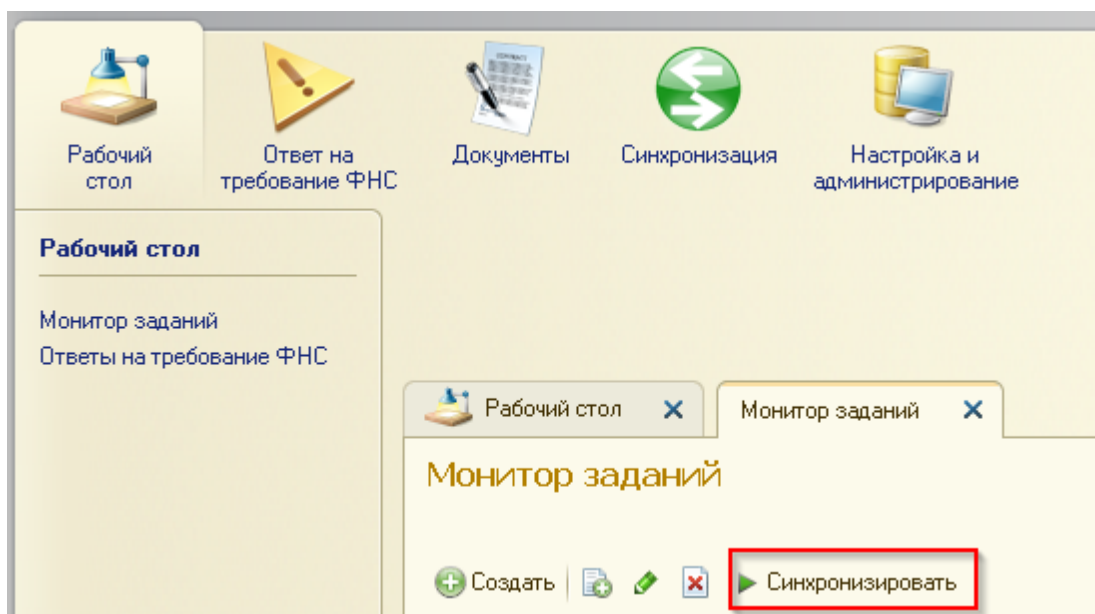 Рабочий
стол
Ответ на
требование ФНС
Документы
Синхронизация
Настройка и
администрирование
Рабочий стол
Монитор заданий
Ответы на требование ФНС
Рабочий стол
Монитор заданий
Монитор заданий
Создать
Синхронизировать